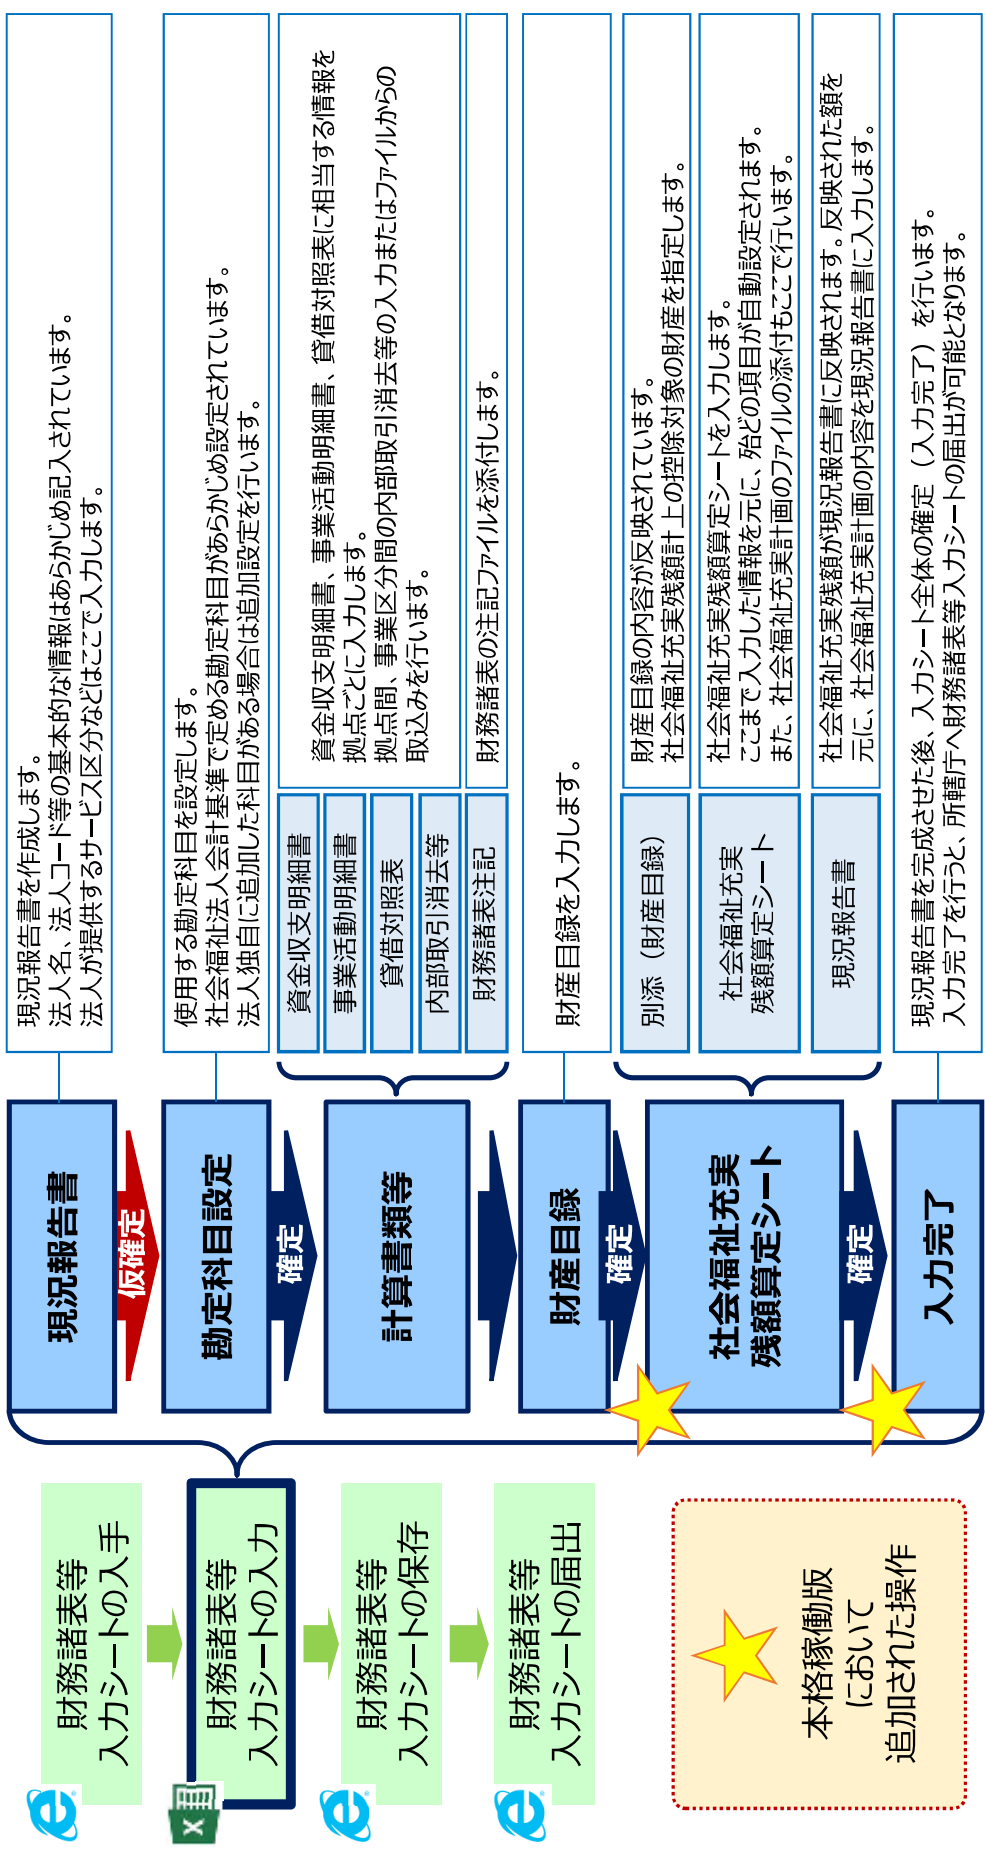 財務諸表等
入力シートの入手
財務諸表等
入力シートの入力
財務諸表等
入力シートの保存
財務諸表等
入力シートの届出
本格稼働版
において
追加された操作
現況報告書
仮確定
勘定科目設定
確定
計算書類等
財産目録
確定
社会福祉充実
残額算定シート
確定
入力完了
現況報告書を作成します。
法人名、法人コード等の基本的な情報はあらかじめ記入されています。
法人が提供するサービス区分などはここで入力します。
使用する勘定科目を設定します。
社会福祉法人会計基準で定める勘定科目があらかじめ設定されています。
法人独自に追加した科目がある場合は追加設定を行います。
資金収支明細書
事業活動明細書
貸借対照表
内部取引消去等
資金収支明細書、事業活動明細書、貸借対照表に相当する情報を
拠点ごとに入力します。
拠点間、事業区分間の内部取引消去等の入力またはファイルからの
取込みを行います。
財務諸表注記
財務諸表の注記ファイルを添付します。
財産目録を入力します。
別添（財産目録）
財産目録の内容が反映されています。
社会福祉充実残額計上の控除対象の財産を指定します。
社会福祉充実
残額算定シート
社会福祉充実残額算定シートを入力します。
ここまで入力した情報を元に、殆どの項目が自動設定されます。
また、社会福祉充実計画のファイルの添付もここで行います。
現況報告書
社会福祉充実残額が現況報告書に反映されます。反映された額を
元に、社会福祉充実計画の内容を現況報告書に入力します。
現況報告書を完成させた後、入力シート全体の確定（入力完了）を行います。
入力完了を行うと、所轄庁へ財務諸表等入力シートの届出が可能となります。